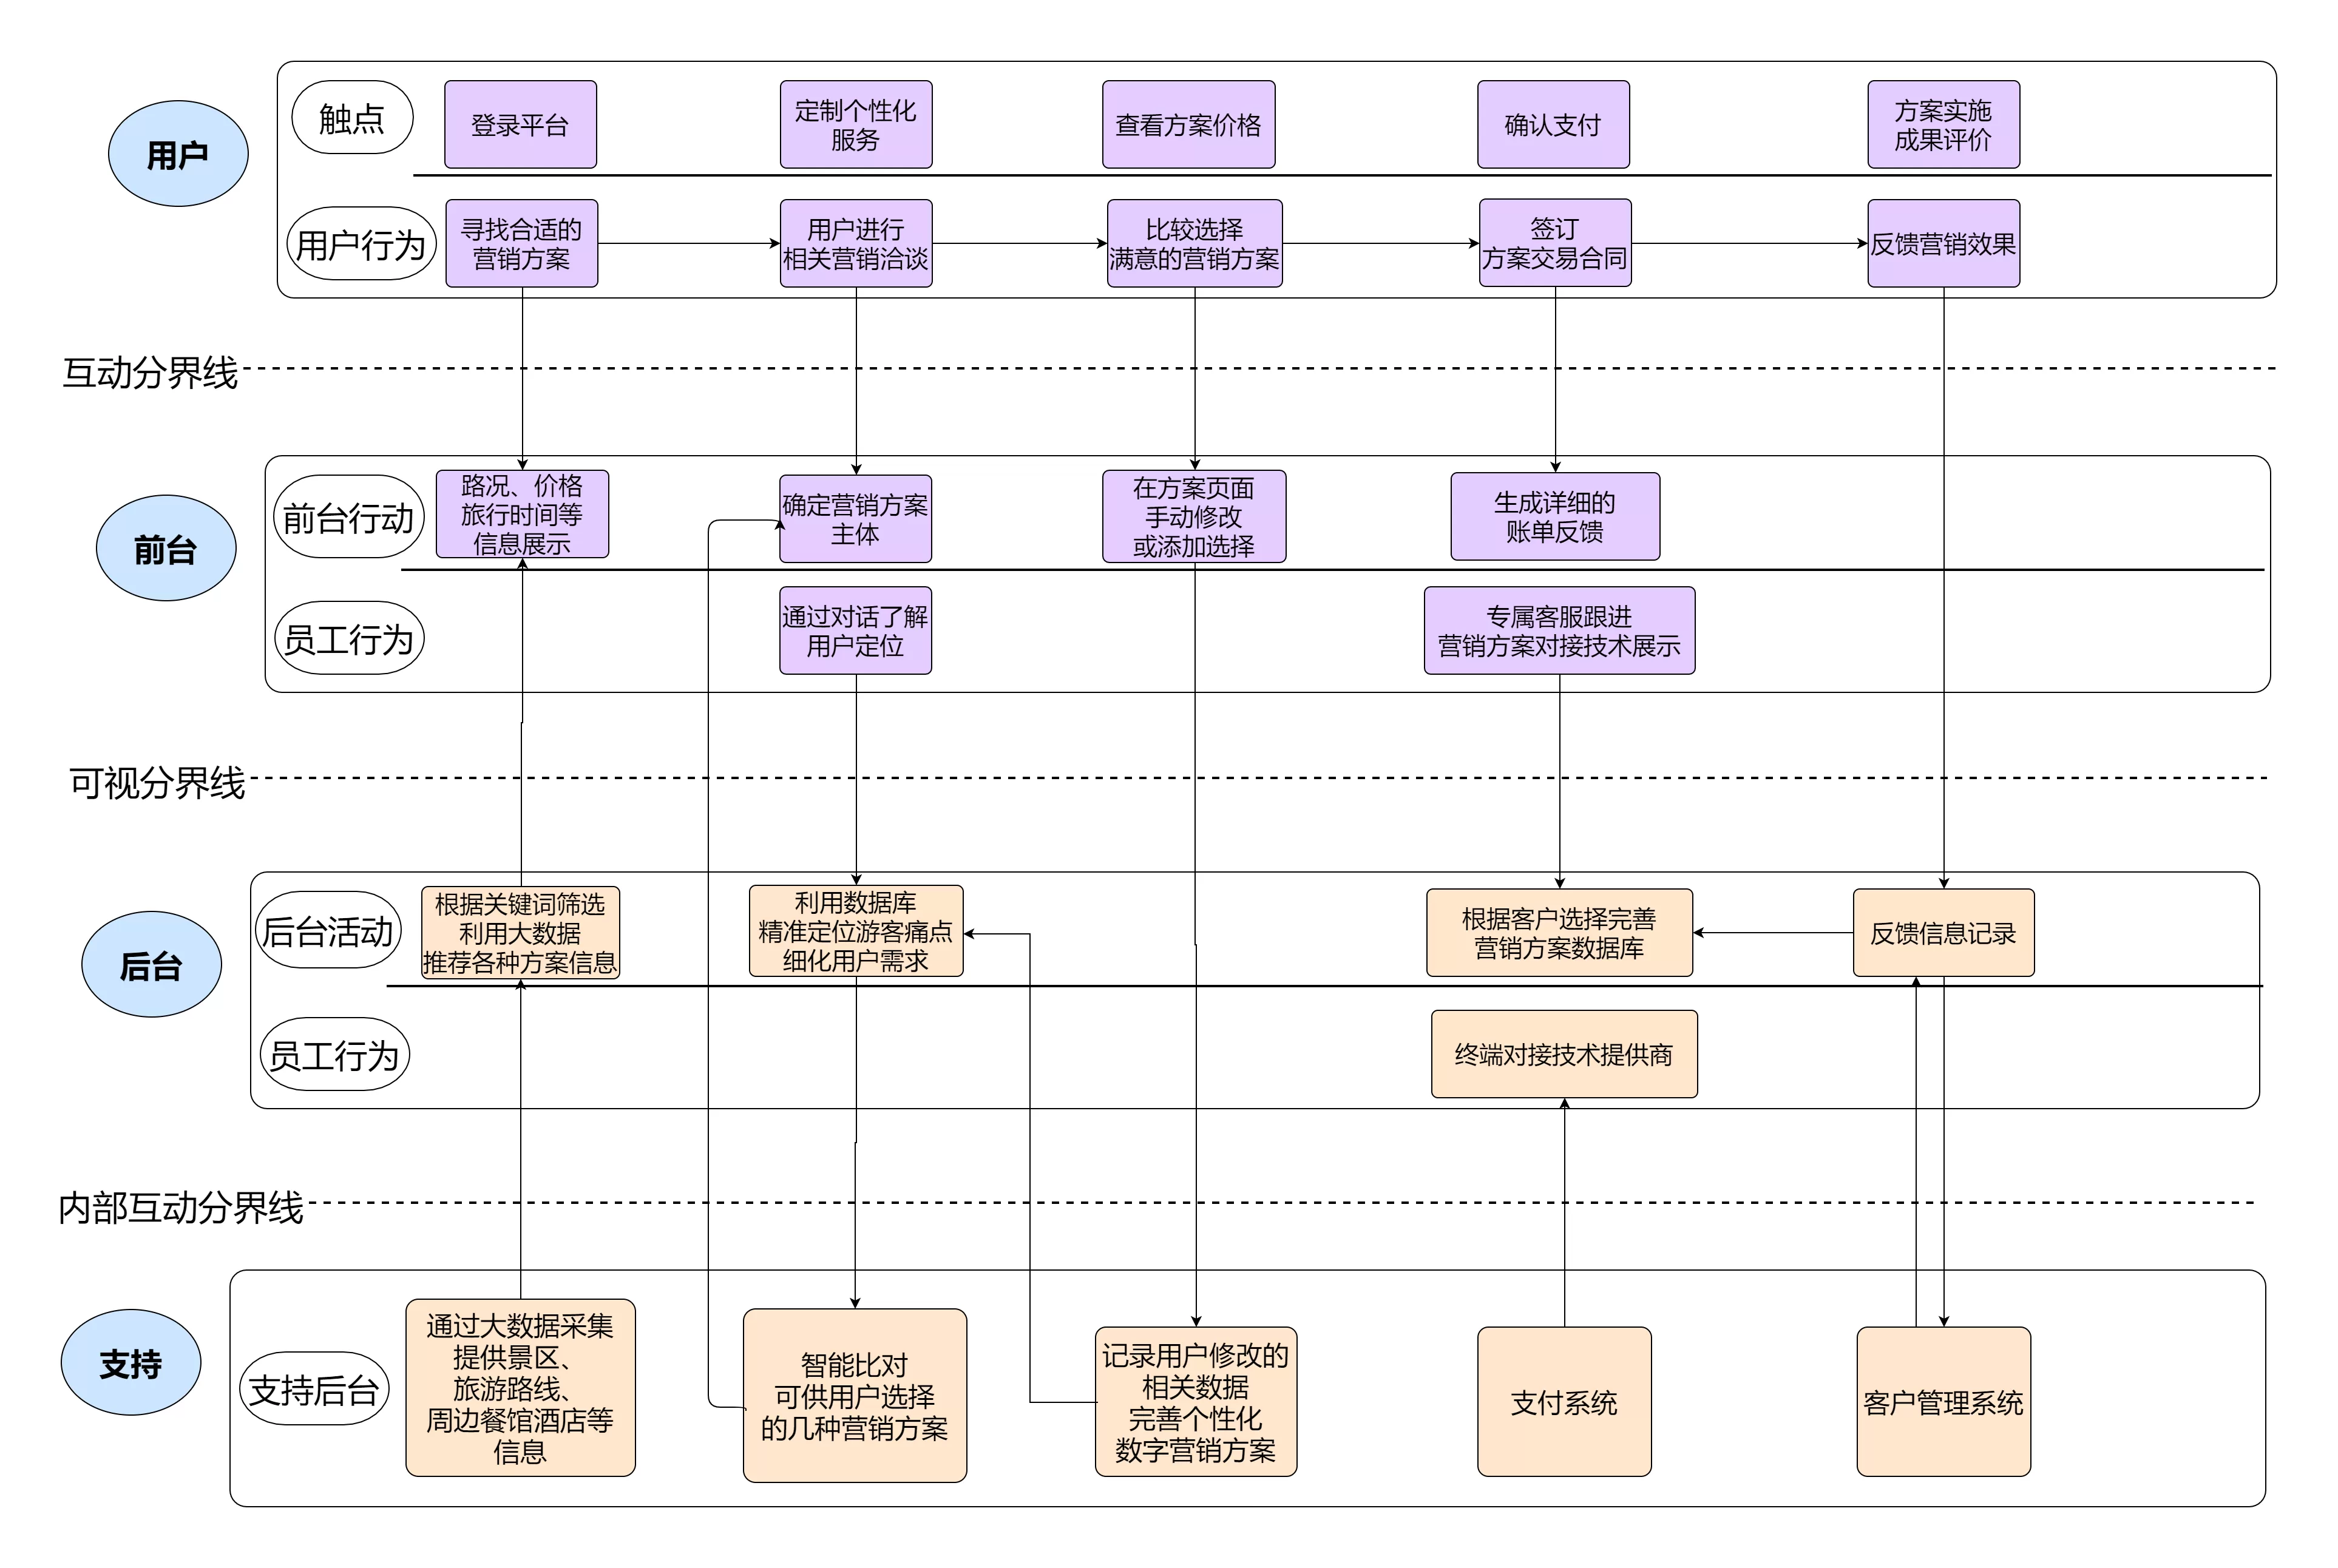 用户
触点
登录平台
定制个性化
服务
查看方案价格
确认支付
方案实施
成果评价
用户行为
寻找合适的
营销方案
用户进行
相关营销洽谈
比较选择
满意的营销方案
签订
方案交易合同
反馈营销效果
互动分界线
前台
前台行动
路况、价格
旅行时间等
信息展示
确定营销方案
主体
在方案页面
手动修改
或添加选择
生成详细的
账单反馈
员工行为
通过对话了解
用户定位
专属客服跟进
营销方案对接技术展示
可视分界线
后台
后台活动
根据关键词筛选
利用大数据
推荐各种方案信息
利用数据库
精准定位游客痛点
细化用户需求
根据客户选择完善
营销方案数据库
反馈信息记录
员工行为
终端对接技术提供商
内部互动分界线
支持
支持后台
通过大数据采集
提供景区、
旅游路线、
周边餐馆酒店等
信息
智能比对
可供用户选择
的几种营销方案
记录用户修改的
相关数据
完善个性化
数字营销方案
支付系统
客户管理系统